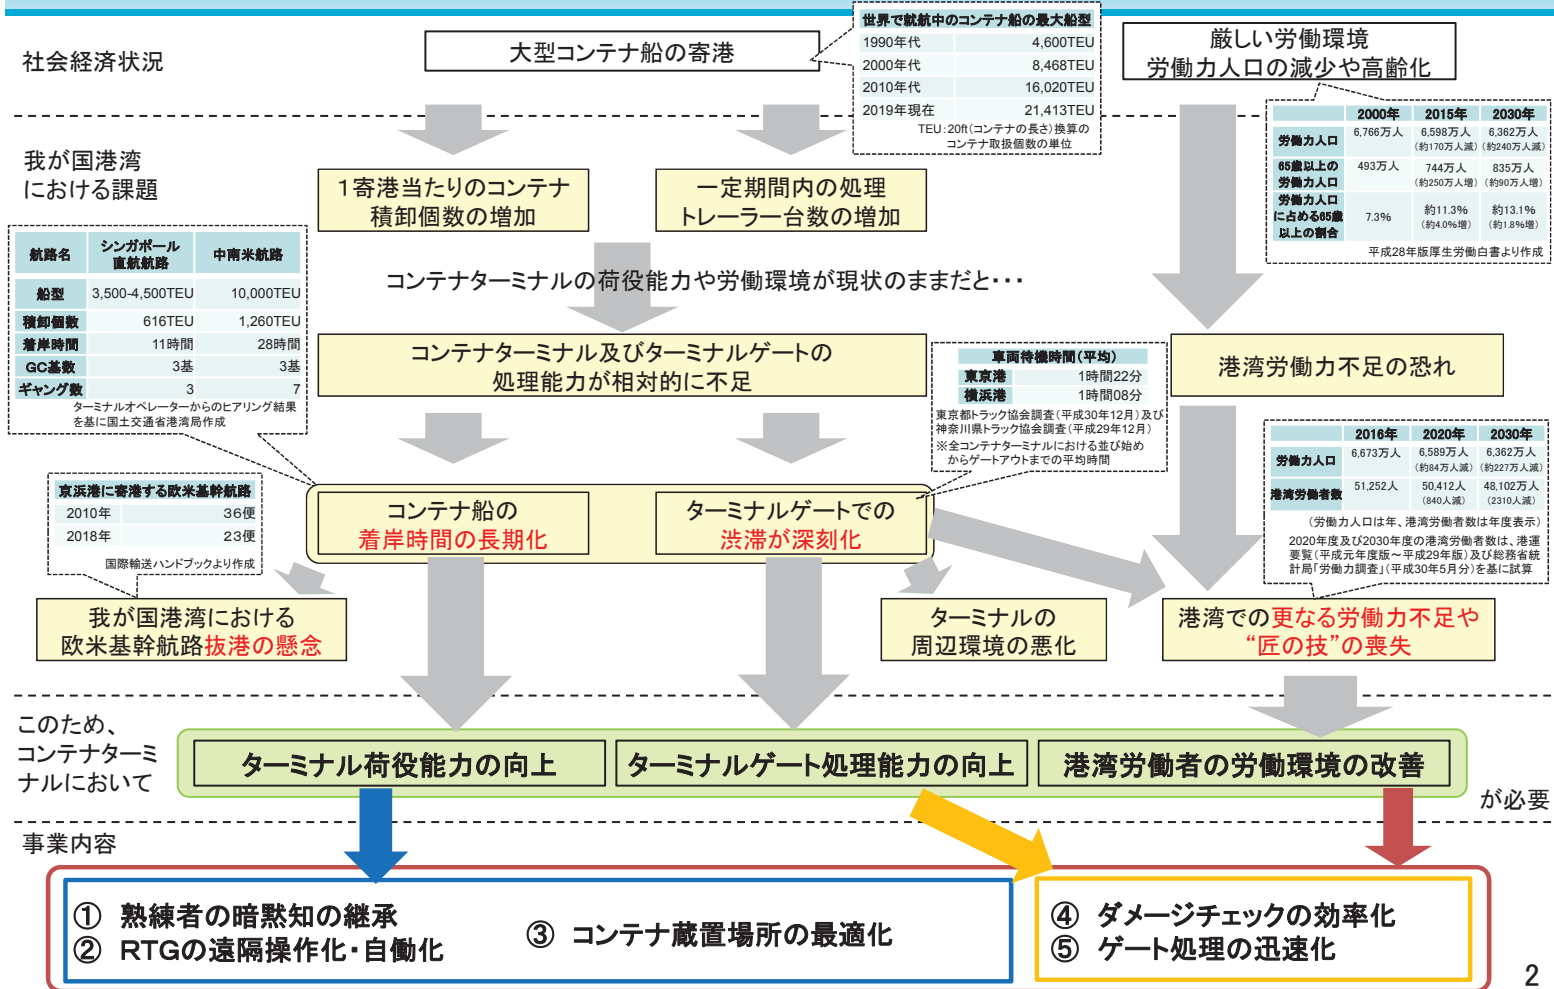 社会経済状況
大型コンテナ船の寄港
世界で就航中のコンテナ船の最大船型
1990年代 4,600TEU
2000年代 8,468TEU
2010年代 16,020TEU
2019年現在 21,413TEU
TEU:20ft(コンテナの長さ)換算の
コンテナ取扱個数の単位
厳しい労働環境
労働力人口の減少や高齢化
2000年 2015年 2030年
労働力人口 6,766万人 6,598万人 6,362万人
(約170万人減) (約240万人減)
65歳以上の
労働力人口 493万人 744万人 835万人
(約250万人増) (約90万人増)
労働力人口
に占める65歳
以上の割合 7.3% 約11.3% 約13.1%
(約4.0%増) (約1.8%増)
平成28年版厚生労働白書より作成
我が国港湾
における課題
1寄港当たりのコンテナ
積卸個数の増加
一定期間内の処理
トレーラー台数の増加
航路名 シンガポール
直航航路 中南米航路
船型 3,500-4,500TEU 10,000TEU
積卸個数 616TEU 1,260TEU
着岸時間 11時間 28時間
GC基数 3基 3基
ギャング数 3 7
ターミナルオペレーターからのヒアリング結果
を基に国土交通省港湾局作成
コンテナターミナルの荷役能力や労働環境が現状のままだと・・・
コンテナターミナル及びターミナルゲートの
処理能力が相対的に不足
車両待機時間(平均)
東京港 1時間22分
横浜港 1時間08分
東京都トラック協会調査(平成30年12月)及び
神奈川県トラック協会調査(平成29年12月)
※全コンテナターミナルにおける並び始め
からゲートアウトまでの平均時間
港湾労働力不足の恐れ
2016年 2020年 2030年
労働力人口 6,673万人 6,589万人 6,362万人
(約84万人減) (約227万人減)
港湾労働者数 51,252人 50,412人 48,102万人
(840人減) (2310人減)
(労働力人口は年、港湾労働者数は年度表示)
2020年度及び2030年度の港湾労働者数は、港運
要覧(平成元年度版~平成29年版)及び総務省統
計局「労働力調査」(平成30年5月分)を基に試算
京浜港に寄港する欧米基幹航路
2010年 36便
2018年 23便
国際輸送ハンドブックより作成
コンテナ船の
着岸時間の長期化
ターミナルゲートでの
渋滞が深刻化
我が国港湾における
欧米基幹航路抜港の懸念
ターミナルの
周辺環境の悪化
港湾での更なる労働力不足や
“匠の技”の喪失
このため、
コンテナターミ
ナルにおいて
ターミナル荷役能力の向上
ターミナルゲート処理能力の向上
港湾労働者の労働環境の改善
が必要
事業内容
① 熟練者の暗黙知の継承
② RTGの遠隔操作化・自働化
③ コンテナ蔵置場所の最適化
④ ダメージチェックの効率化
⑤ ゲート処理の迅速化
2